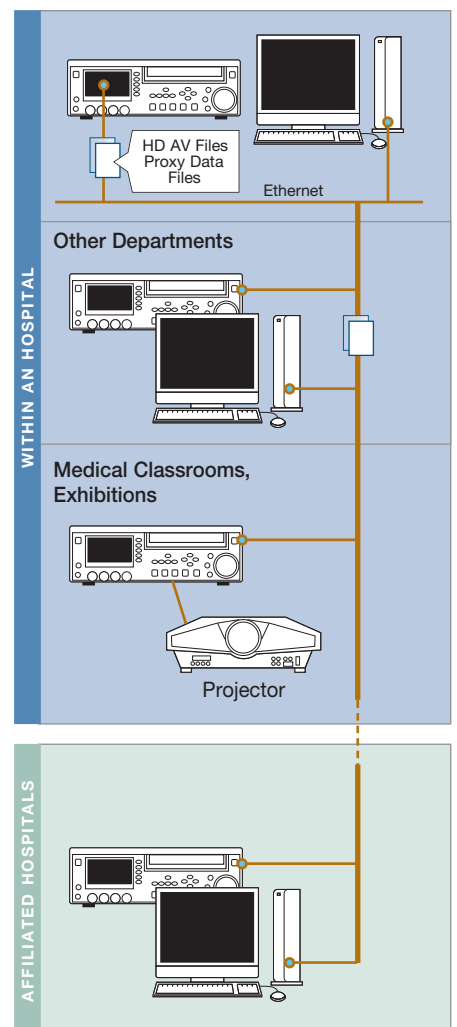 HD AV Files
Proxy Data
Files
Ethernet
WITHIN AN HOSPITAL
Other Departments
Medical Classrooms,
Exhibitions
Projector
AFFILIATED HOSPITALS